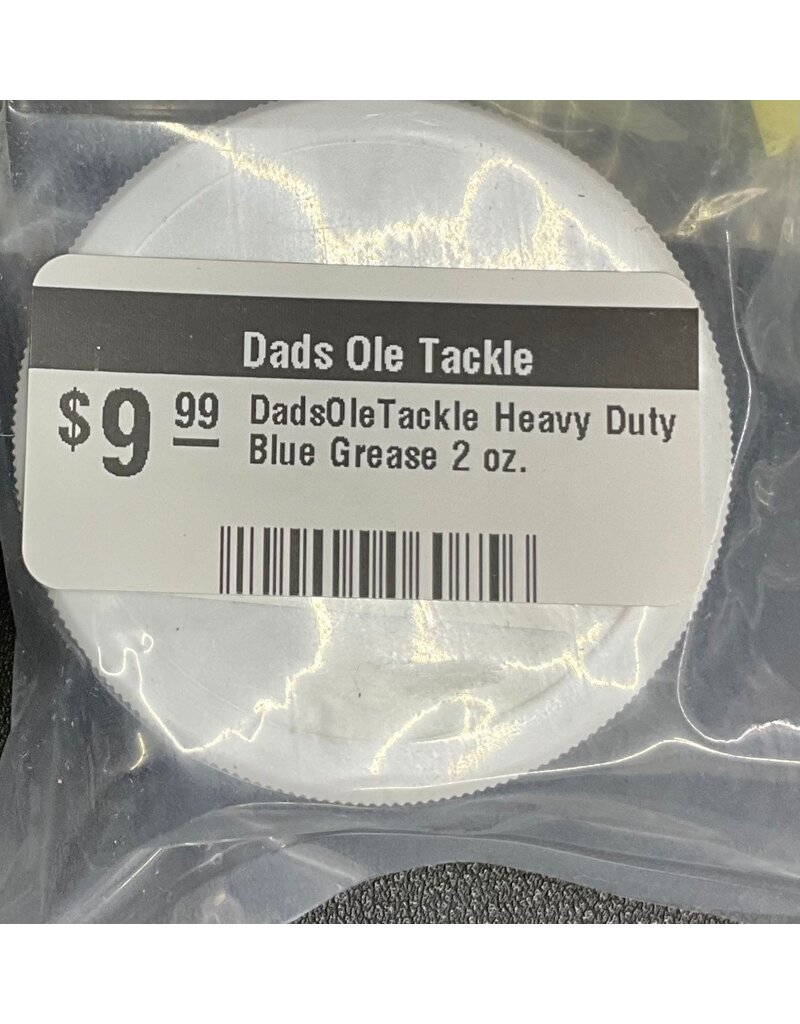 Dads Ole Tackle
$9 99 DadsOleTackle Heavy Duty
Blue Grease 2 oz.